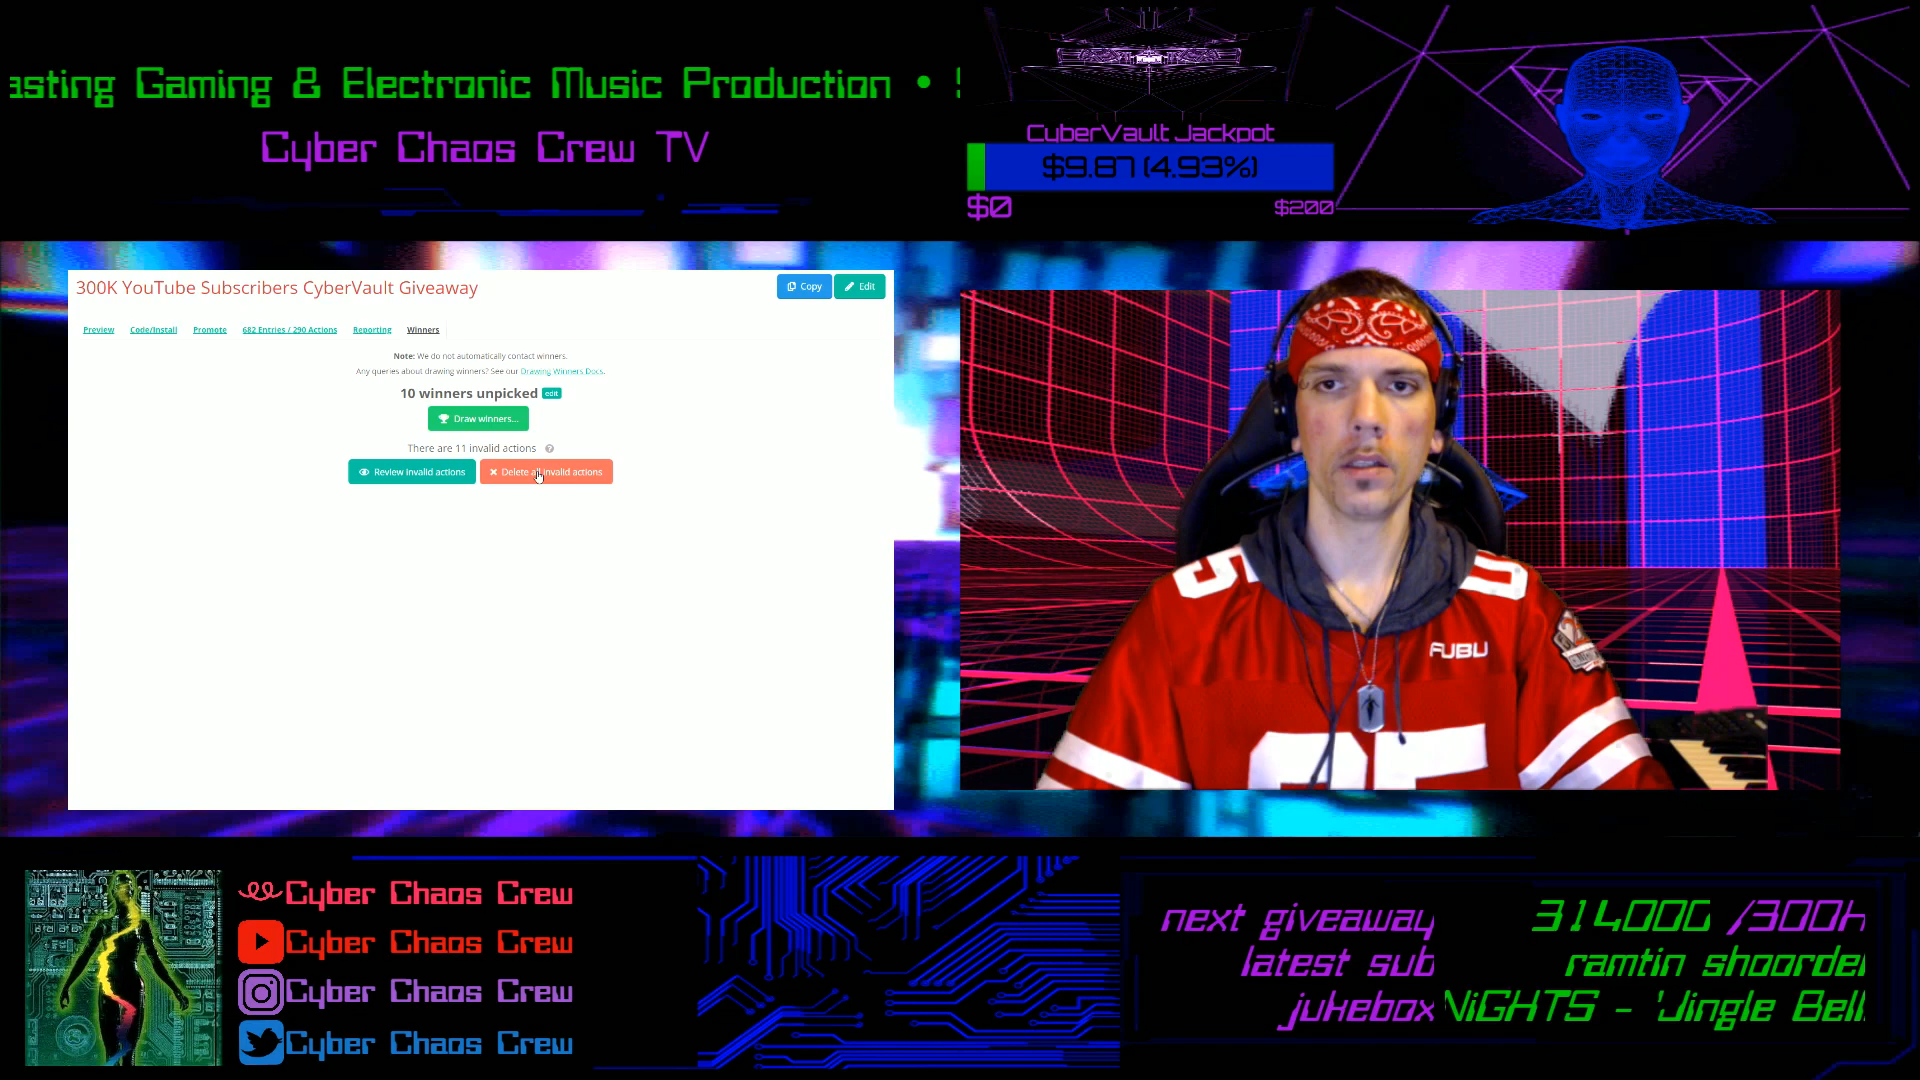 asting Gaming & Electronic Music Production •
Cyber Chaos Crew TV
CyberVault Jackpot
$9.87 (4.93%)
$0
$200
300K YouTube Subscribers CyberVault Giveaway
Copy
Edit
Preview
Code/Install
Promote
682 Entries / 290 Actions
Reporting
Winners
Note: We do not automatically contact winners.
Any queries about drawing winners? See our Drawing Winners Docs.
10 winners unpicked edit
Draw winners...
There are 11 invalid actions ?
Review invalid actions
Delete all invalid actions
FUBU
Cyber Chaos Crew
Cyber Chaos Crew
Cyber Chaos Crew
Cyber Chaos Crew
next giveaway 314000 /300k
latest sub ramtin shoordel
jukebox NiGHTS - 'Jingle Bell